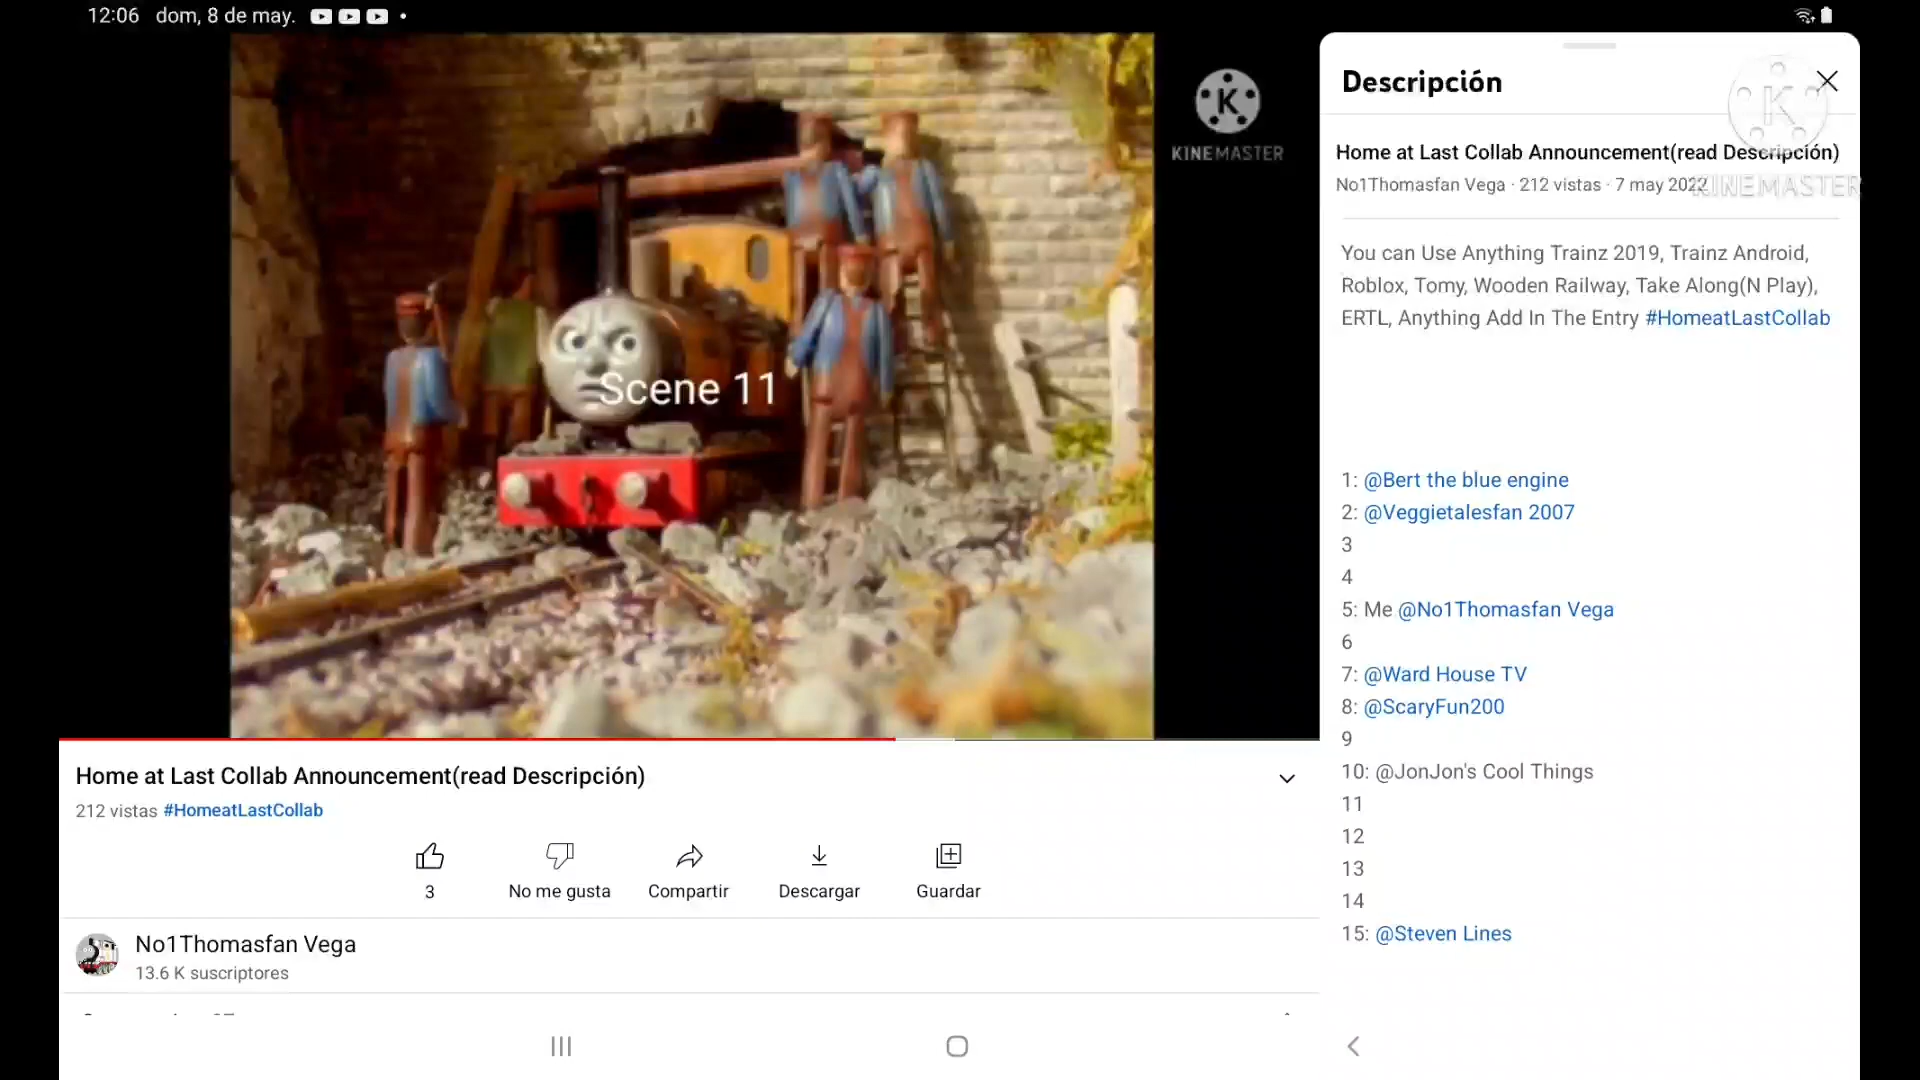 12:06 dom, 8 de may.
Scene 11
KINEMASTER
Descripción
KINEMASTER
Home at Last Collab Announcement(read Descripción)
No1Thomasfan Vega · 212 vistas · 7 may 2022
You can Use Anything Trainz 2019, Trainz Android,
Roblox, Tomy, Wooden Railway, Take Along(N Play),
ERTL, Anything Add In The Entry #HomeatLastCollab
1: @Bert the blue engine
2: @Veggietalesfan 2007
3
4
5: Me @No1Thomasfan Vega
6
7: @Ward House TV
8: @ScaryFun200
9
10: @JonJon's Cool Things
11
12
13
14
15: @Steven Lines
Home at Last Collab Announcement(read Descripción)
212 vistas #HomeatLastCollab
3
No me gusta
Compartir
Descargar
Guardar
No1Thomasfan Vega
13.6 K suscriptores